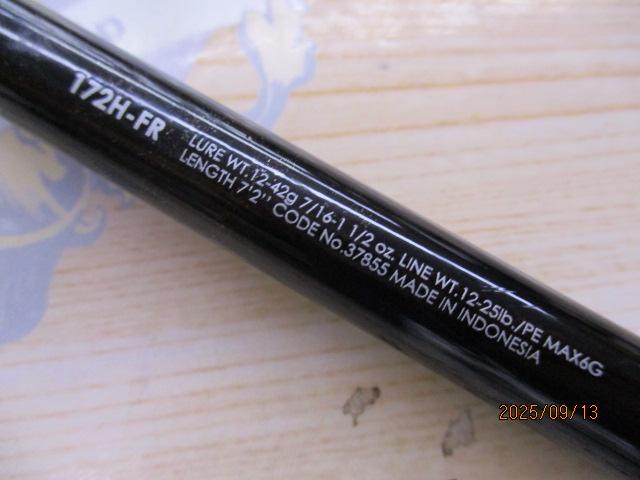 172H-FR
LURE WT.12-42g 7/16-1 1/2 oz. LINE WT.12-25lb./PE MAX6G
LENGTH 7'2'' CODE No.37855 MADE IN INDONESIA
2025/09/13